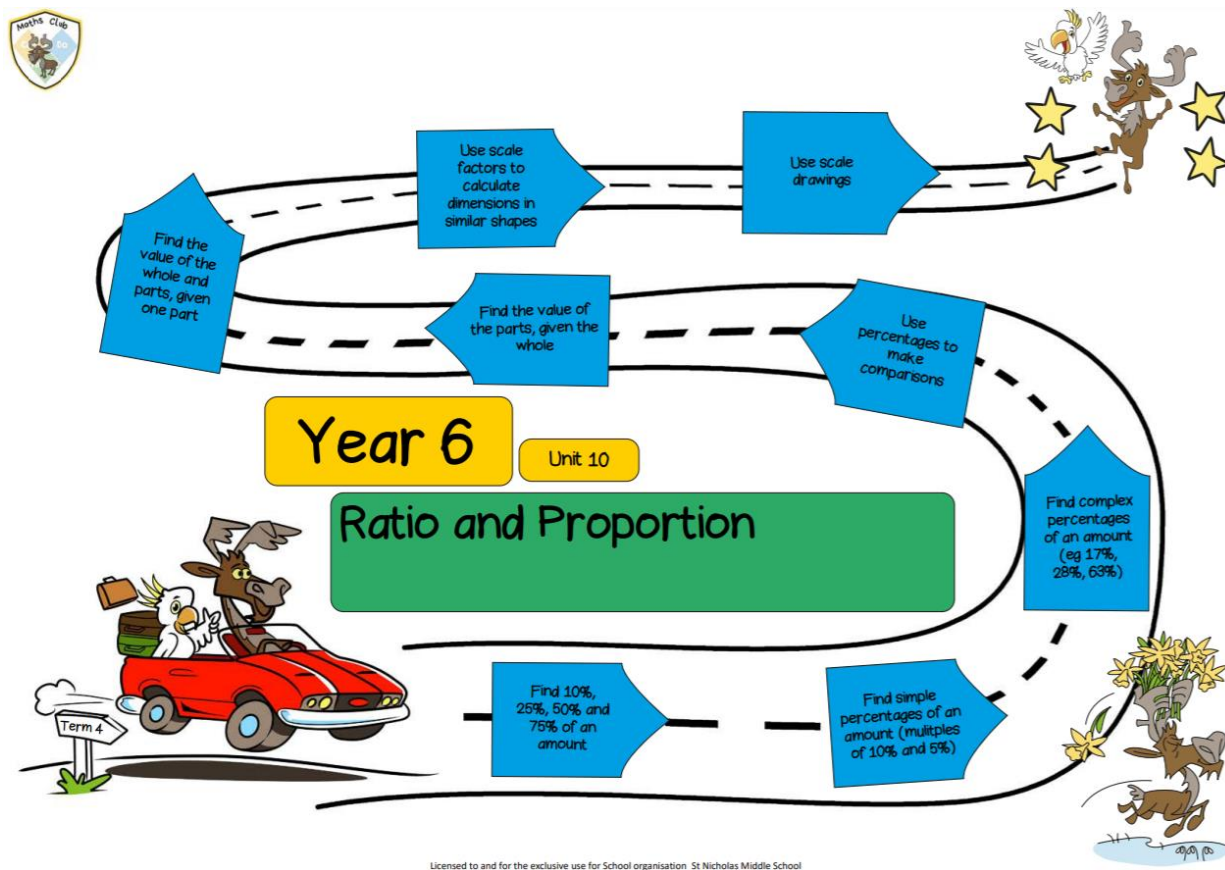 Maths Club
Use scale
factors to
calculate
dimensions in
similar shapes
Use scale
drawings
Find the
value of the
whole and
parts, given
one part
Find the value of
the parts, given the
whole
Use
percentages to
make
comparisons
Year 6
Unit 10
Ratio and Proportion
Find complex
percentages
of an amount
(eg 17%,
28%, 63%)
Term 4
Find 10%,
25%, 50% and
75% of an
amount
Find simple
percentages of an
amount (mulitples
of 10% and 5%)
Licensed to and for the exclusive use for School organisation St Nicholas Middle School